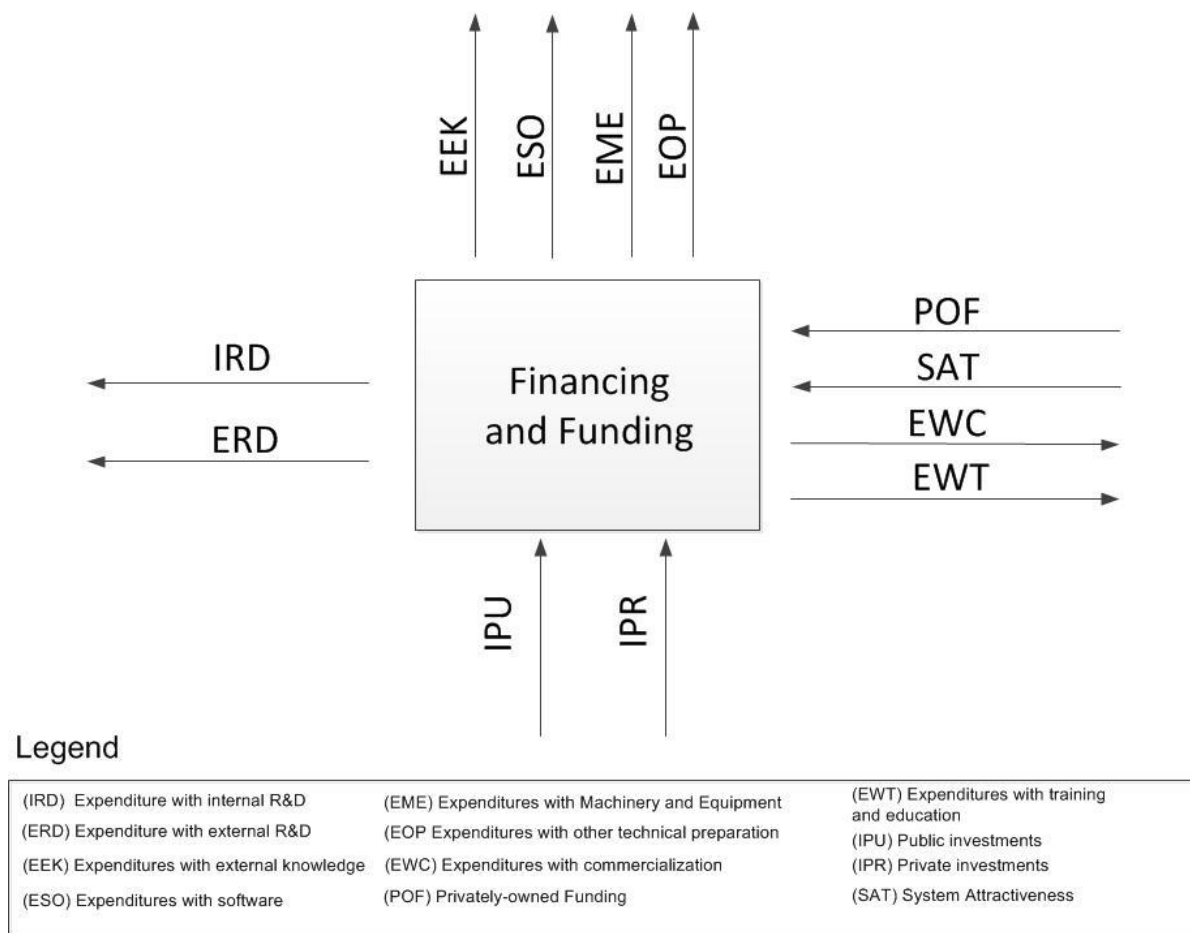 EEK
ESO
EME
EOP
IRD
ERD
Financing
and Funding
POF
SAT
EWC
EWT
IPU
IPR
Legend
(IRD) Expenditure with internal R&D
(ERD) Expenditure with external R&D
(EEK) Expenditures with external knowledge
(ESO) Expenditures with software
(EME) Expenditures with Machinery and Equipment
(EOP Expenditures with other technical preparation
(EWC) Expenditures with commercialization
(POF) Privately-owned Funding
(EWT) Expenditures with training
and education
(IPU) Public investments
(IPR) Private investments
(SAT) System Attractiveness